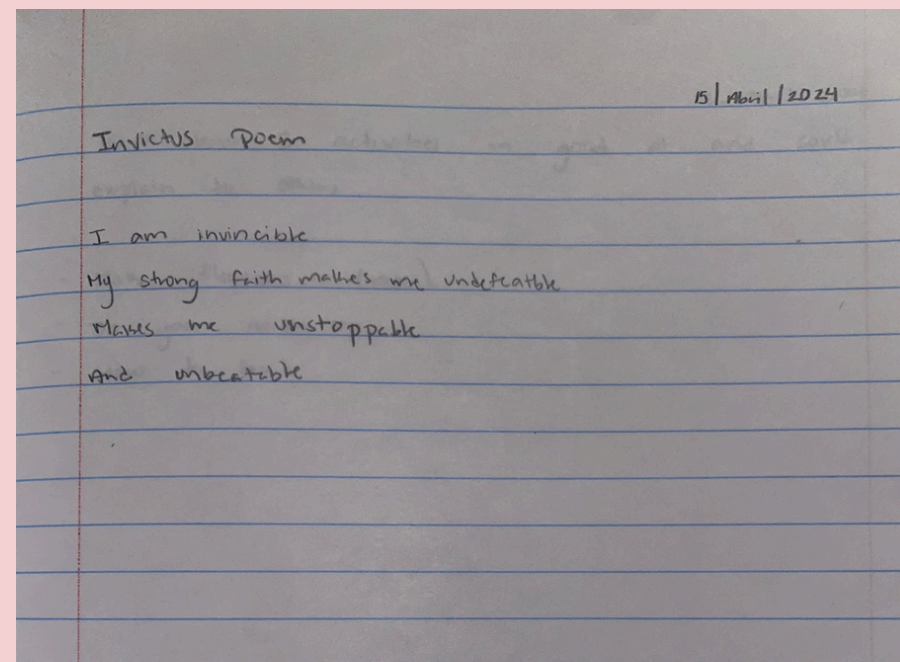 15/Abril/2024
Invictus Poem
I am invincible
My strong faith makes me undefeatble
Makes me unstoppable
And unbeatable